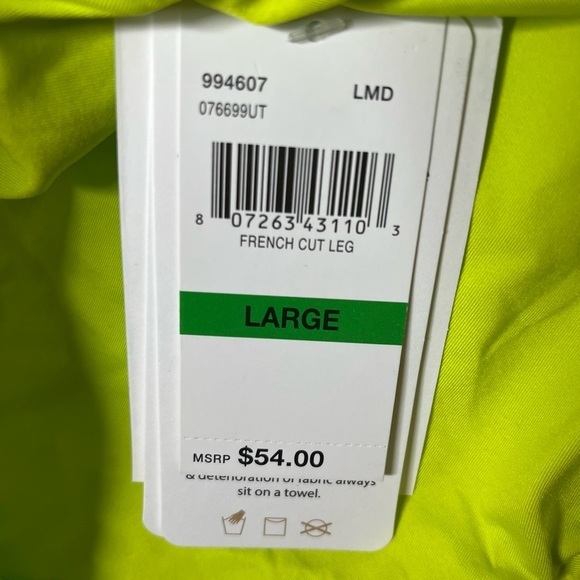 994607
LMD
076699UT
8 07263 43110 3
FRENCH CUT LEG
LARGE
MSRP $54.00
& deterioration of fabric always
sit on a towel.